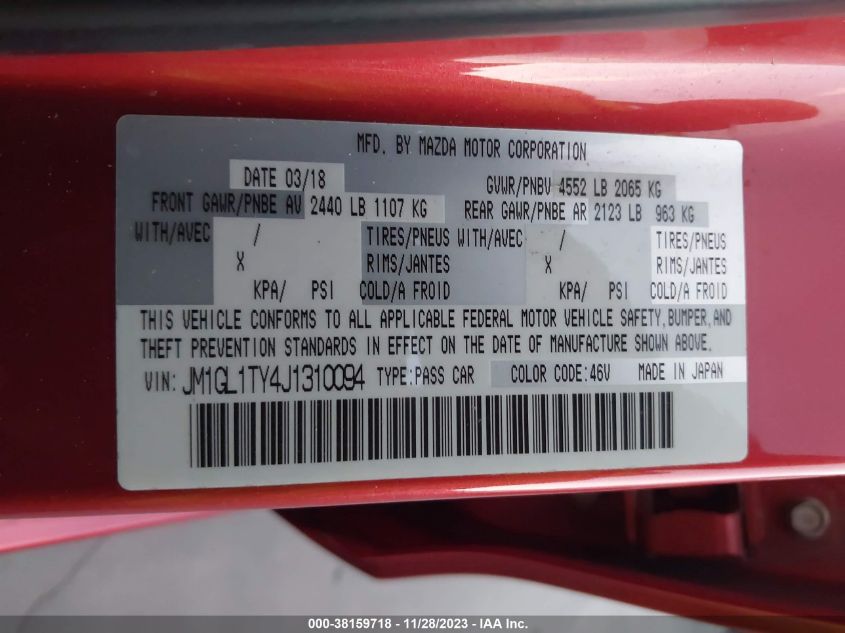 MFD. BY MAZDA MOTOR CORPORATION
DATE 03/18 GVWR/PNBV 4552 LB 2065 KG
FRONT GAWR/PNBE AV 2440 LB 1107 KG REAR GAWR/PNBE AR 2123 LB 963 KG
WITH/AVEC / TIRES/PNEUS WITH/AVEC / TIRES/PNEUS
X RIMS/JANTES X RIMS/JANTES
KPA/ PSI COLD/A FROID KPA/ PSI COLD/A FROID
THIS VEHICLE CONFORMS TO ALL APPLICABLE FEDERAL MOTOR VEHICLE SAFETY, BUMPER, AND
THEFT PREVENTION STANDARDS IN EFFECT ON THE DATE OF MANUFACTURE SHOWN ABOVE.
VIN: JM1GL1TY4J1310094 TYPE:PASS CAR COLOR CODE:46V MADE IN JAPAN
000-38159718 - 11/28/2023 - IAA Inc.